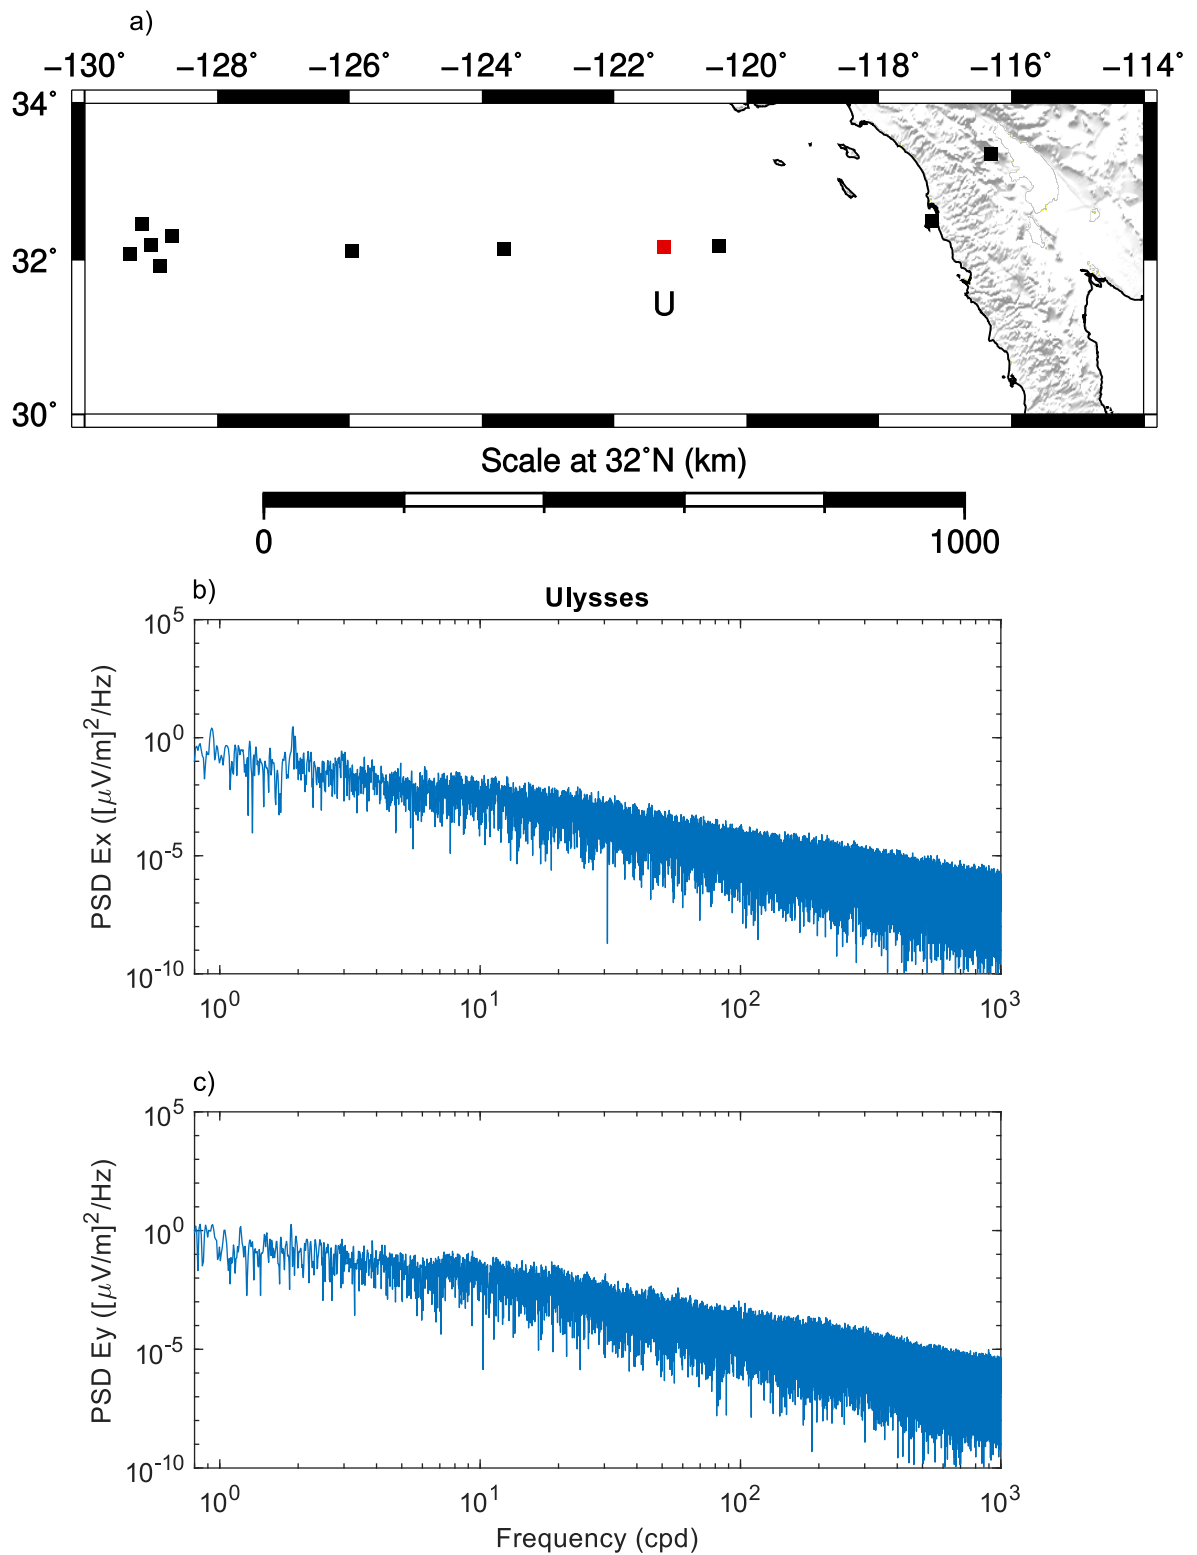 a)
−130˚ −128˚ −126˚ −124˚ −122˚ −120˚ −118˚ −116˚ −114˚
34˚
32˚
30˚
U
Scale at 32˚N (km)
0 1000
b)
Ulysses
10^5
10^0
10^-5
10^-10
PSD Ex ([μV/m]^2/Hz)
10^0 10^1 10^2 10^3
c)
10^5
10^0
10^-5
10^-10
PSD Ey ([μV/m]^2/Hz)
10^0 10^1 10^2 10^3
Frequency (cpd)